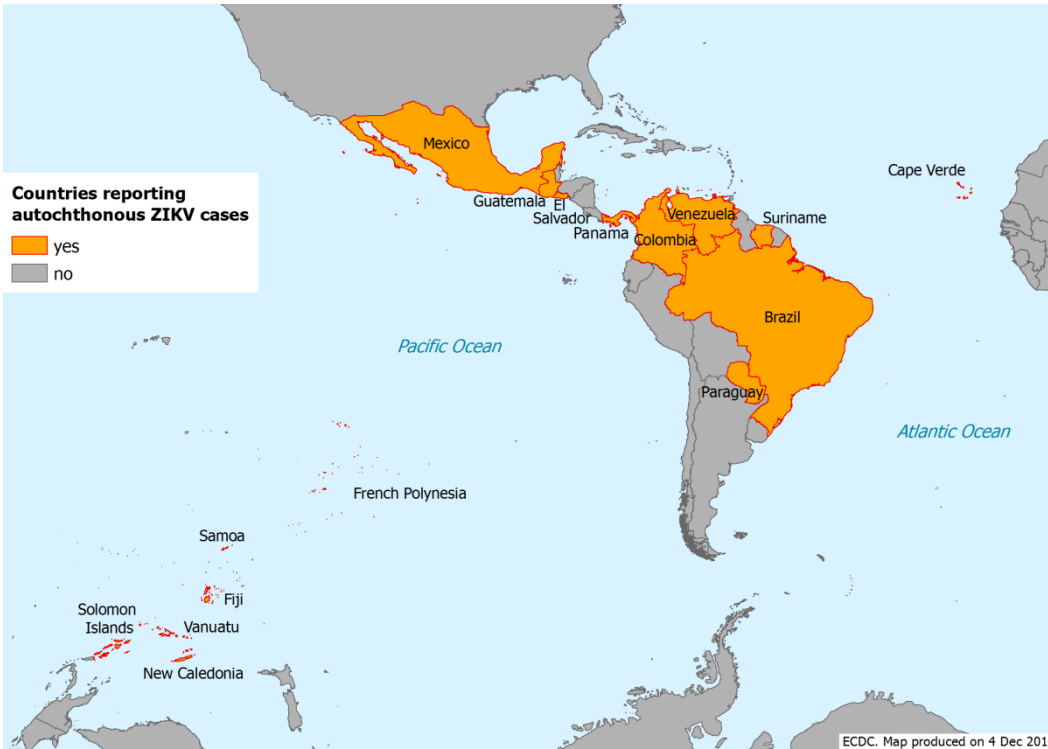 Countries reporting
autochthonous ZIKV cases
yes
no
Mexico
Guatemala
El
Salvador
Panama
Venezuela
Colombia
Suriname
Cape Verde
Brazil
Paraguay
Pacific Ocean
Atlantic Ocean
French Polynesia
Samoa
Fiji
Solomon
Islands
Vanuatu
New Caledonia
ECDC. Map produced on 4 Dec 201